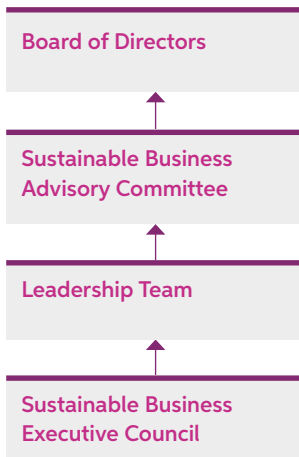 Board of Directors
Sustainable Business
Advisory Committee
Leadership Team
Sustainable Business
Executive Council